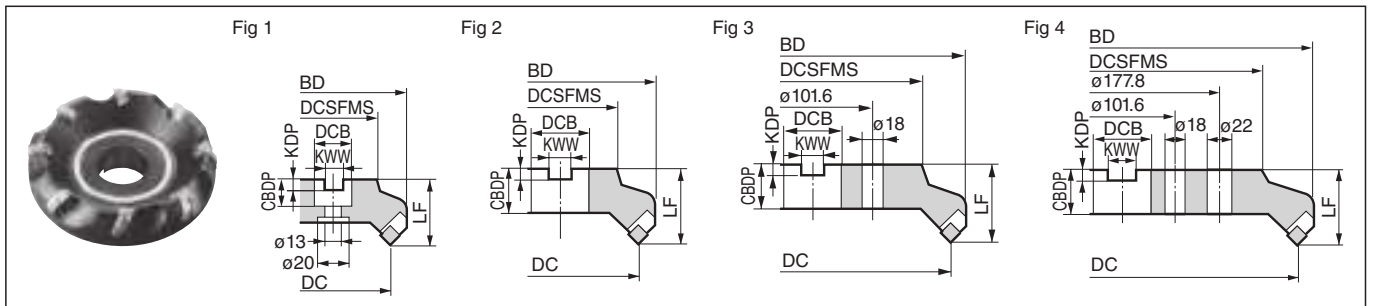 Fig 1
BD
DCSFMS
DCB
KWW
KDP
CBDP
LF
ø13
ø20
DC
Fig 2
BD
DCSFMS
DCB
KWW
KDP
CBDP
LF
DC
Fig 3
BD
DCSFMS
ø101.6
DCB
ø18
KWW
KDP
CBDP
LF
DC
Fig 4
BD
DCSFMS
ø177.8
ø101.6
DCB
ø18
ø22
KWW
KDP
CBDP
LF
DC